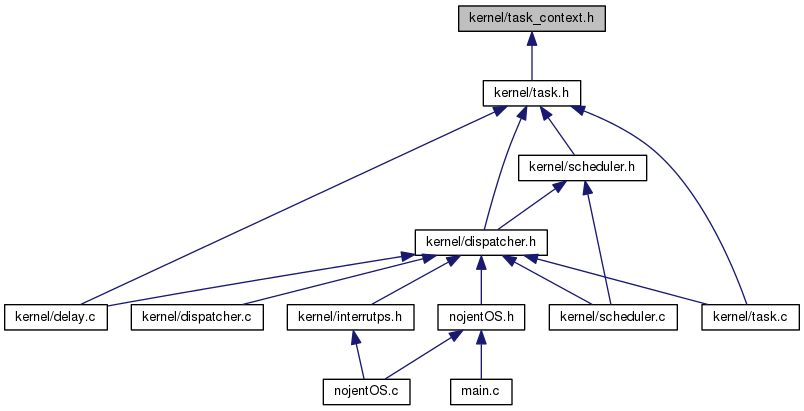 kernel/task_context.h
kernel/task.h
kernel/scheduler.h
kernel/dispatcher.h
kernel/delay.c
kernel/dispatcher.c
kernel/interrutps.h
nojentOS.h
kernel/scheduler.c
kernel/task.c
nojentOS.c
main.c